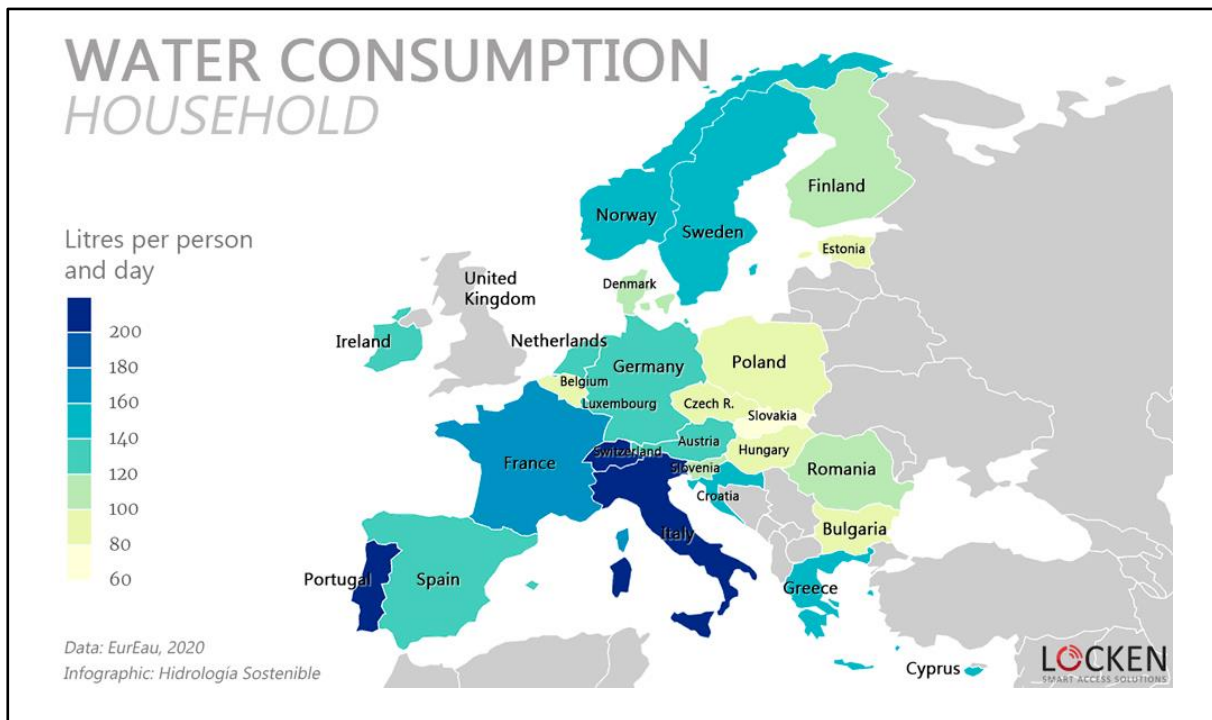 WATER CONSUMPTION
HOUSEHOLD
Litres per person
and day
200
180
160
140
120
100
80
60
Norway
Sweden
Finland
Estonia
Denmark
United
Kingdom
Ireland
Netherlands
Germany
Poland
Belgium
Luxembourg
Czech R.
Slovakia
Austria
Hungary
France
Switzerland
Slovenia
Romania
Croatia
Italy
Bulgaria
Portugal
Spain
Greece
Cyprus
Data: EurEau, 2020
Infographic: Hidrología Sostenible
LOCKEN
SMART ACCESS SOLUTIONS